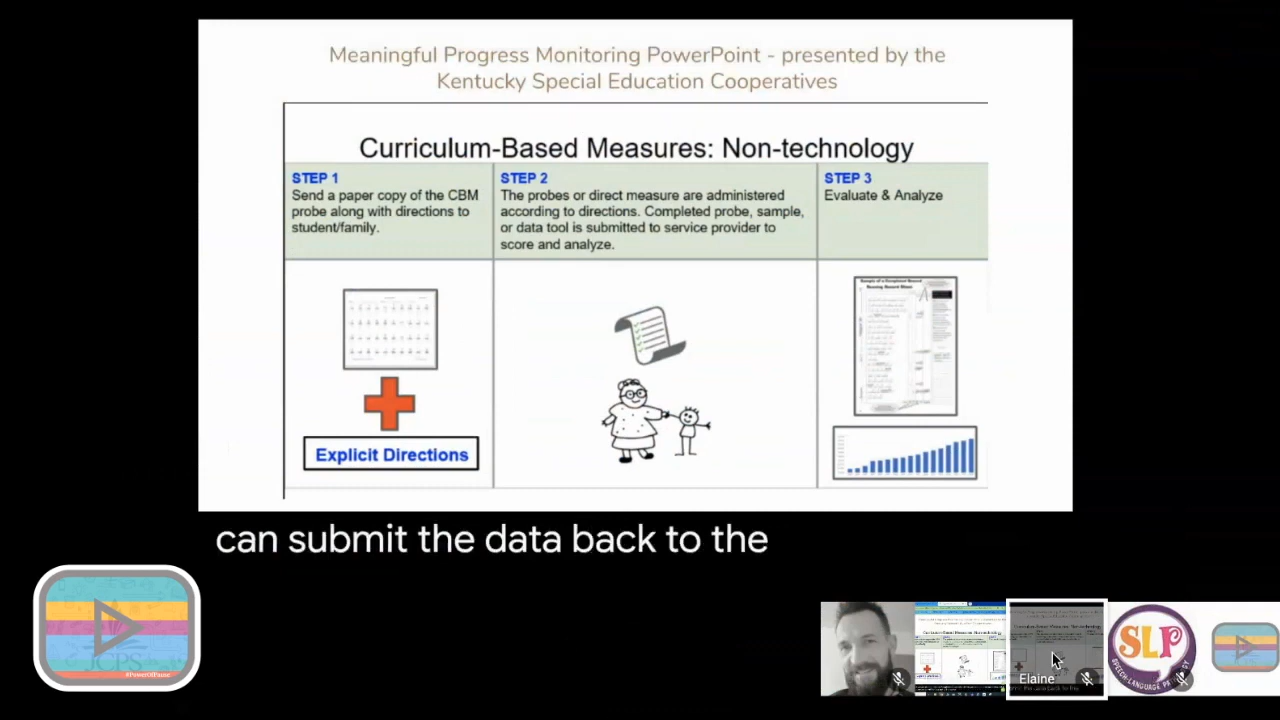 Meaningful Progress Monitoring PowerPoint - presented by the
Kentucky Special Education Cooperatives
Curriculum-Based Measures: Non-technology
STEP 1
Send a paper copy of the CBM
probe along with directions to
student/family.
STEP 2
The probes or direct measure are administered
according to directions. Completed probe, sample,
or data tool is submitted to service provider to
score and analyze.
STEP 3
Evaluate & Analyze
Explicit Directions
can submit the data back to the
JCPS
#PowerOfPause
Elaine
SLP